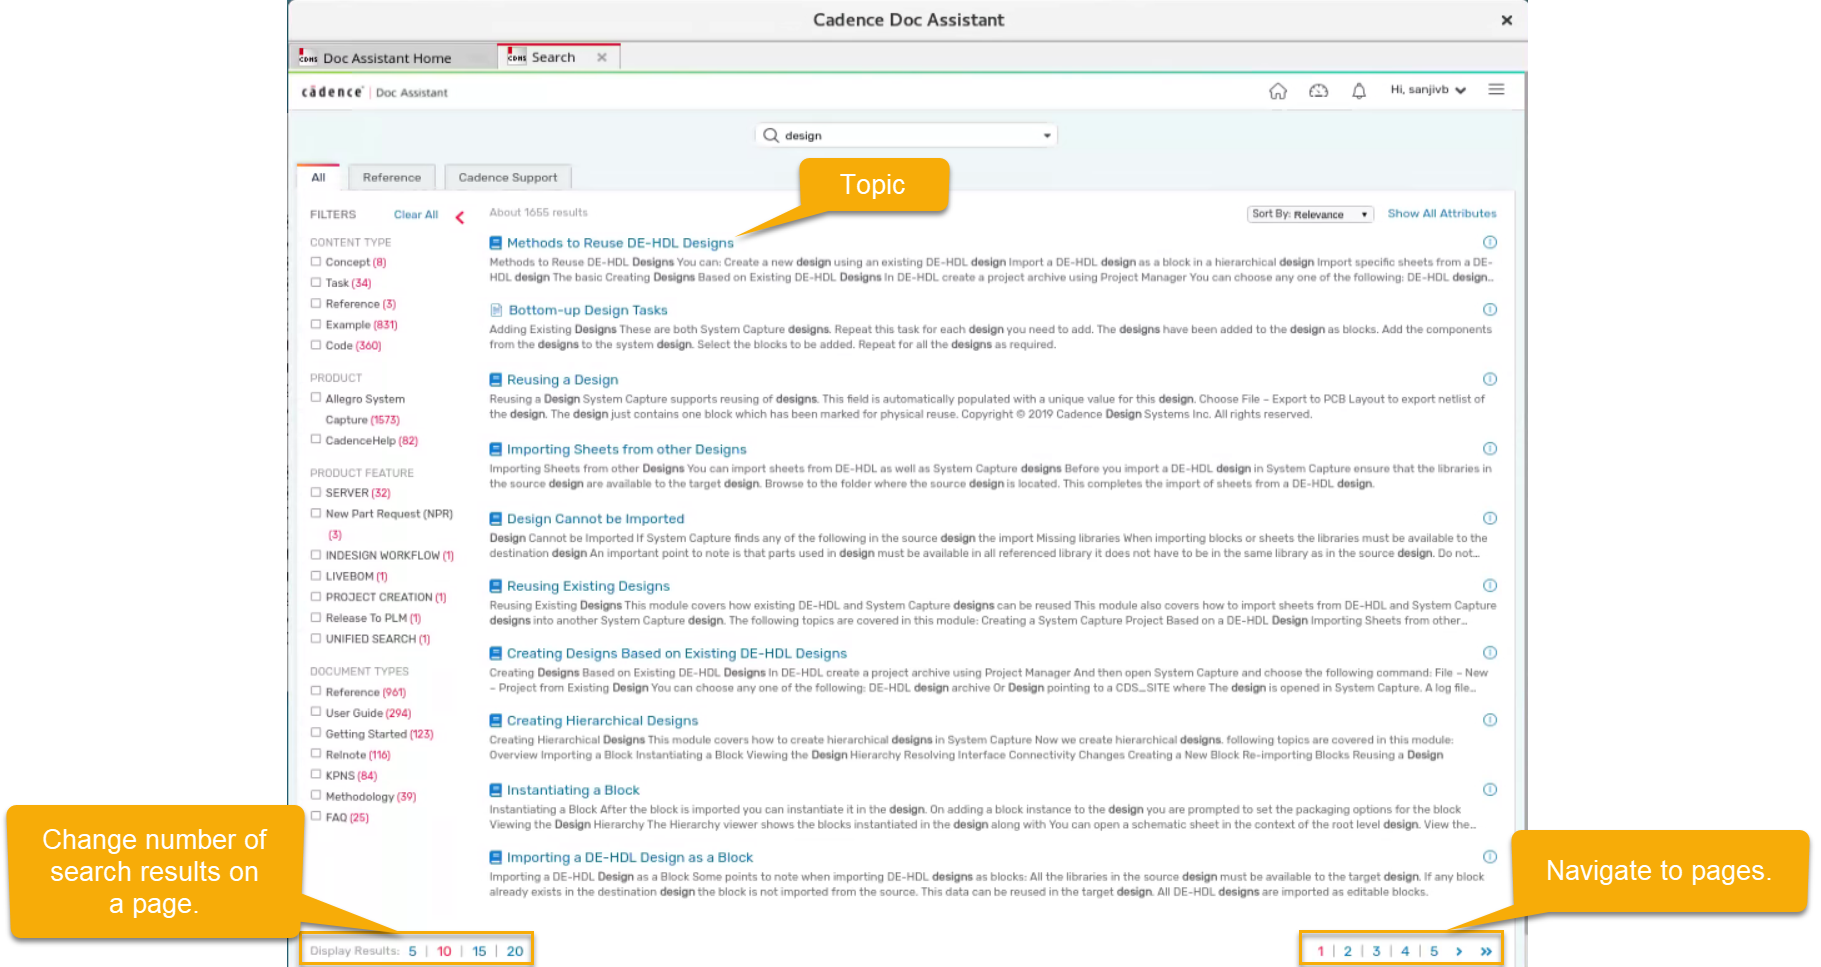 Cadence Doc Assistant
CDNS Doc Assistant Home
CDNS Search
cādence | Doc Assistant
Hi, sanjivb
design
All
Reference
Cadence Support
Topic
FILTERS
Clear All
About 1655 results
Sort By: Relevance
Show All Attributes
CONTENT TYPE
Concept (8)
Task (34)
Reference (3)
Example (831)
Code (360)
PRODUCT
Allegro System
Capture (1573)
CadenceHelp (82)
PRODUCT FEATURE
SERVER (32)
New Part Request (NPR)
(3)
INDESIGN WORKFLOW (1)
LIVEBOM (1)
PROJECT CREATION (1)
Release To PLM (1)
UNIFIED SEARCH (1)
DOCUMENT TYPES
Reference (961)
User Guide (294)
Getting Started (123)
Relnote (116)
KPNS (84)
Methodology (39)
FAQ (25)
Methods to Reuse DE-HDL Designs
Methods to Reuse DE-HDL Designs You can: Create a new design using an existing DE-HDL design Import a DE-HDL design as a block in a hierarchical design Import specific sheets from a DE-
HDL design The basic Creating Designs Based on Existing DE-HDL Designs In DE-HDL create a project archive using Project Manager You can choose any one of the following: DE-HDL design...
Bottom-up Design Tasks
Adding Existing Designs These are both System Capture designs. Repeat this task for each design you need to add. The designs have been added to the design as blocks. Add the components
from the designs to the system design. Select the blocks to be added. Repeat for all the designs as required.
Reusing a Design
Reusing a Design System Capture supports reusing of designs. This field is automatically populated with a unique value for this design. Choose File – Export to PCB Layout to export netlist of
the design. The design just contains one block which has been marked for physical reuse. Copyright © 2019 Cadence Design Systems Inc. All rights reserved.
Importing Sheets from other Designs
Importing Sheets from other Designs You can import sheets from DE-HDL as well as System Capture designs Before you import a DE-HDL design in System Capture ensure that the libraries in
the source design are available to the target design. Browse to the folder where the source design is located. This completes the import of sheets from a DE-HDL design.
Design Cannot be Imported
Design Cannot be Imported If System Capture finds any of the following in the source design the import Missing libraries When importing blocks or sheets the libraries must be available to the
destination design An important point to note is that parts used in design must be available in all referenced library it does not have to be in the same library as in the source design. Do not...
Reusing Existing Designs
Reusing Existing Designs This module covers how existing DE-HDL and System Capture designs can be reused This module also covers how to import sheets from DE-HDL and System Capture
designs into another System Capture design. The following topics are covered in this module: Creating a System Capture Project Based on a DE-HDL Design Importing Sheets from other...
Creating Designs Based on Existing DE-HDL Designs
Creating Designs Based on Existing DE-HDL Designs In DE-HDL create a project archive using Project Manager And then open System Capture and choose the following command: File – New
– Project from Existing Design You can choose any one of the following: DE-HDL design archive Or Design pointing to a CDS_SITE where The design is opened in System Capture. A log file...
Creating Hierarchical Designs
Creating Hierarchical Designs This module covers how to create hierarchical designs in System Capture Now we create hierarchical designs. following topics are covered in this module:
Overview Importing a Block Instantiating a Block Viewing the Design Hierarchy Resolving Interface Connectivity Changes Creating a New Block Re-importing Blocks Reusing a Design
Instantiating a Block
Instantiating a Block After the block is imported you can instantiate it in the design. On adding a block instance to the design you are prompted to set the packaging options for the block
Viewing the Design Hierarchy The Hierarchy viewer shows the blocks instantiated in the design along with You can open a schematic sheet in the context of the root level design. View the...
Importing a DE-HDL Design as a Block
Importing a DE-HDL Design as a Block Some points to note when importing DE-HDL designs as blocks: All the libraries in the source design must be available to the target design. If any block
already exists in the destination design the block is not imported from the source. This data can be reused in the target design. All DE-HDL designs are imported as editable blocks.
Change number of
search results on
a page.
Navigate to pages.
Display Results: 5 | 10 | 15 | 20
1 | 2 | 3 | 4 | 5 > »